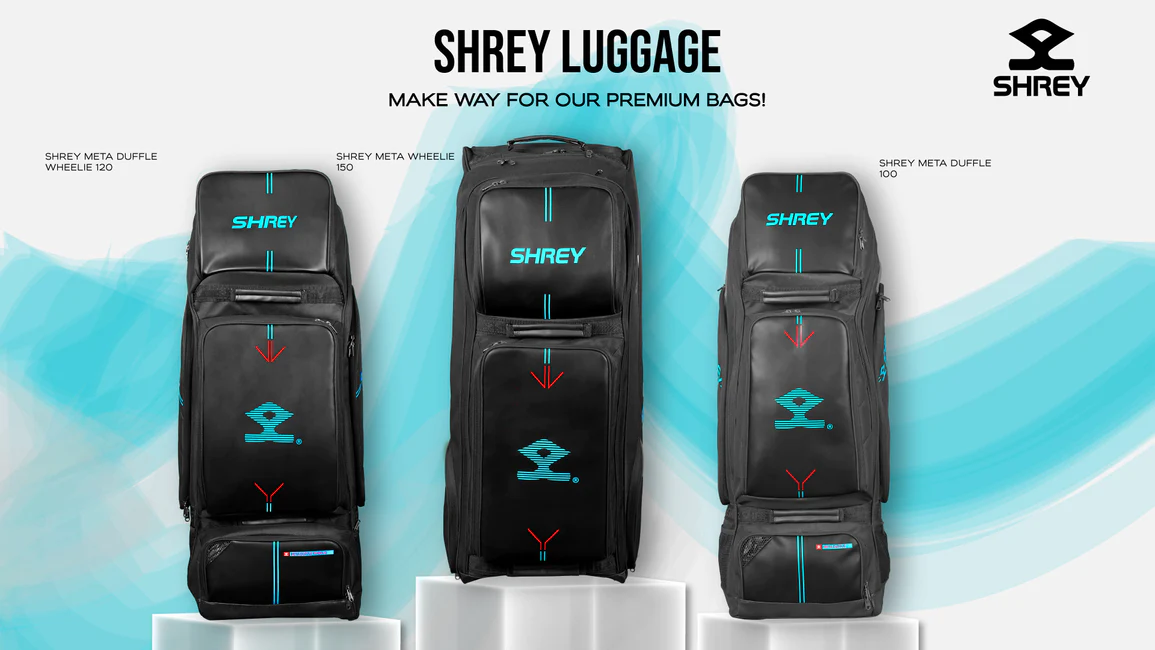 SHREY LUGGAGE
MAKE WAY FOR OUR PREMIUM BAGS!
SHREY
SHREY META DUFFLE
WHEELIE 120
SHREY META WHEELIE
150
SHREY META DUFFLE
100
SHREY
SHREY
SHREY
®
®
®